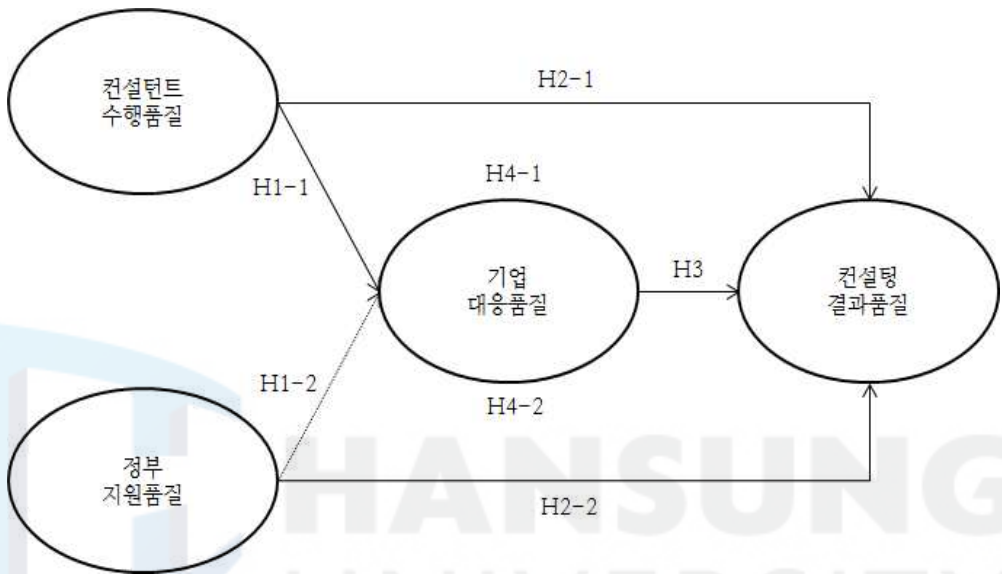 컨설턴트
수행품질
H2-1
H1-1
H4-1
기업
대응품질
H3
컨설팅
결과품질
H1-2
H4-2
정부
지원품질
H2-2
HANSUNG
UNIVERSITY